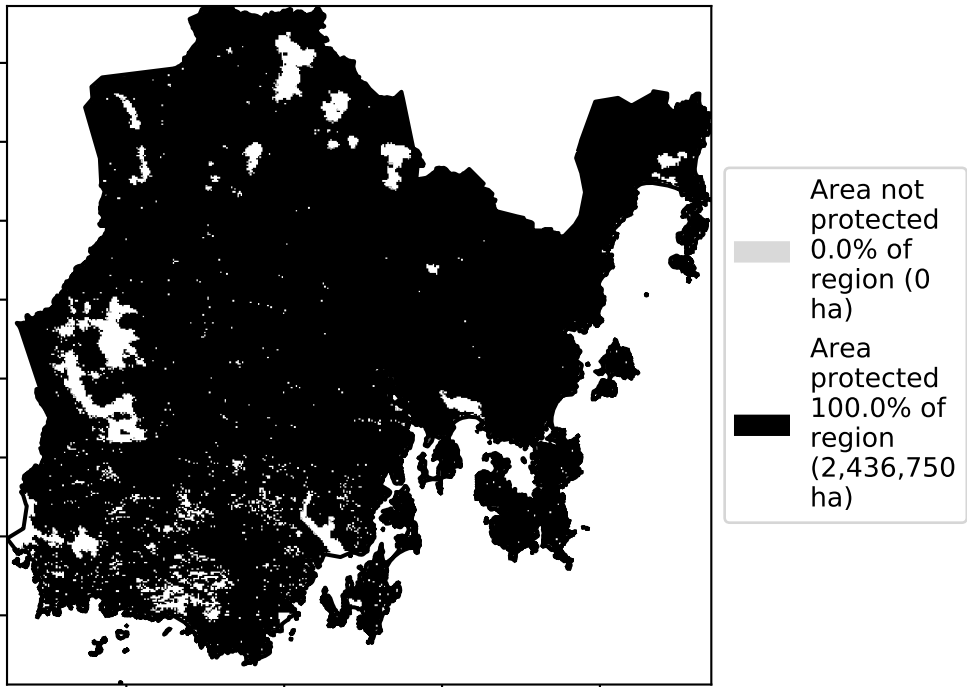 Area not
protected
0.0% of
region (0
ha)
Area
protected
100.0% of
region
(2,436,750
ha)